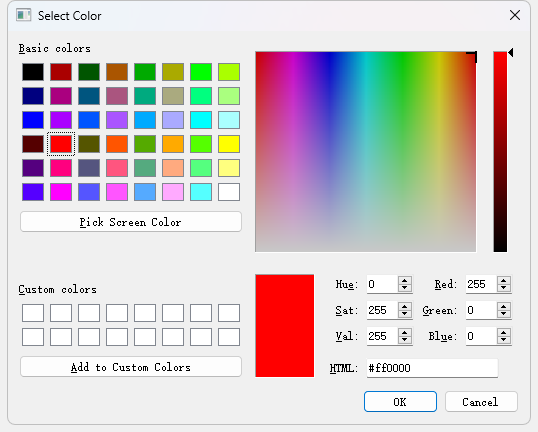 Select Color
Basic colors
Pick Screen Color
Custom colors
Add to Custom Colors
Hue: 0 Red: 255
Sat: 255 Green: 0
Val: 255 Blue: 0
HTML: #ff0000
OK Cancel